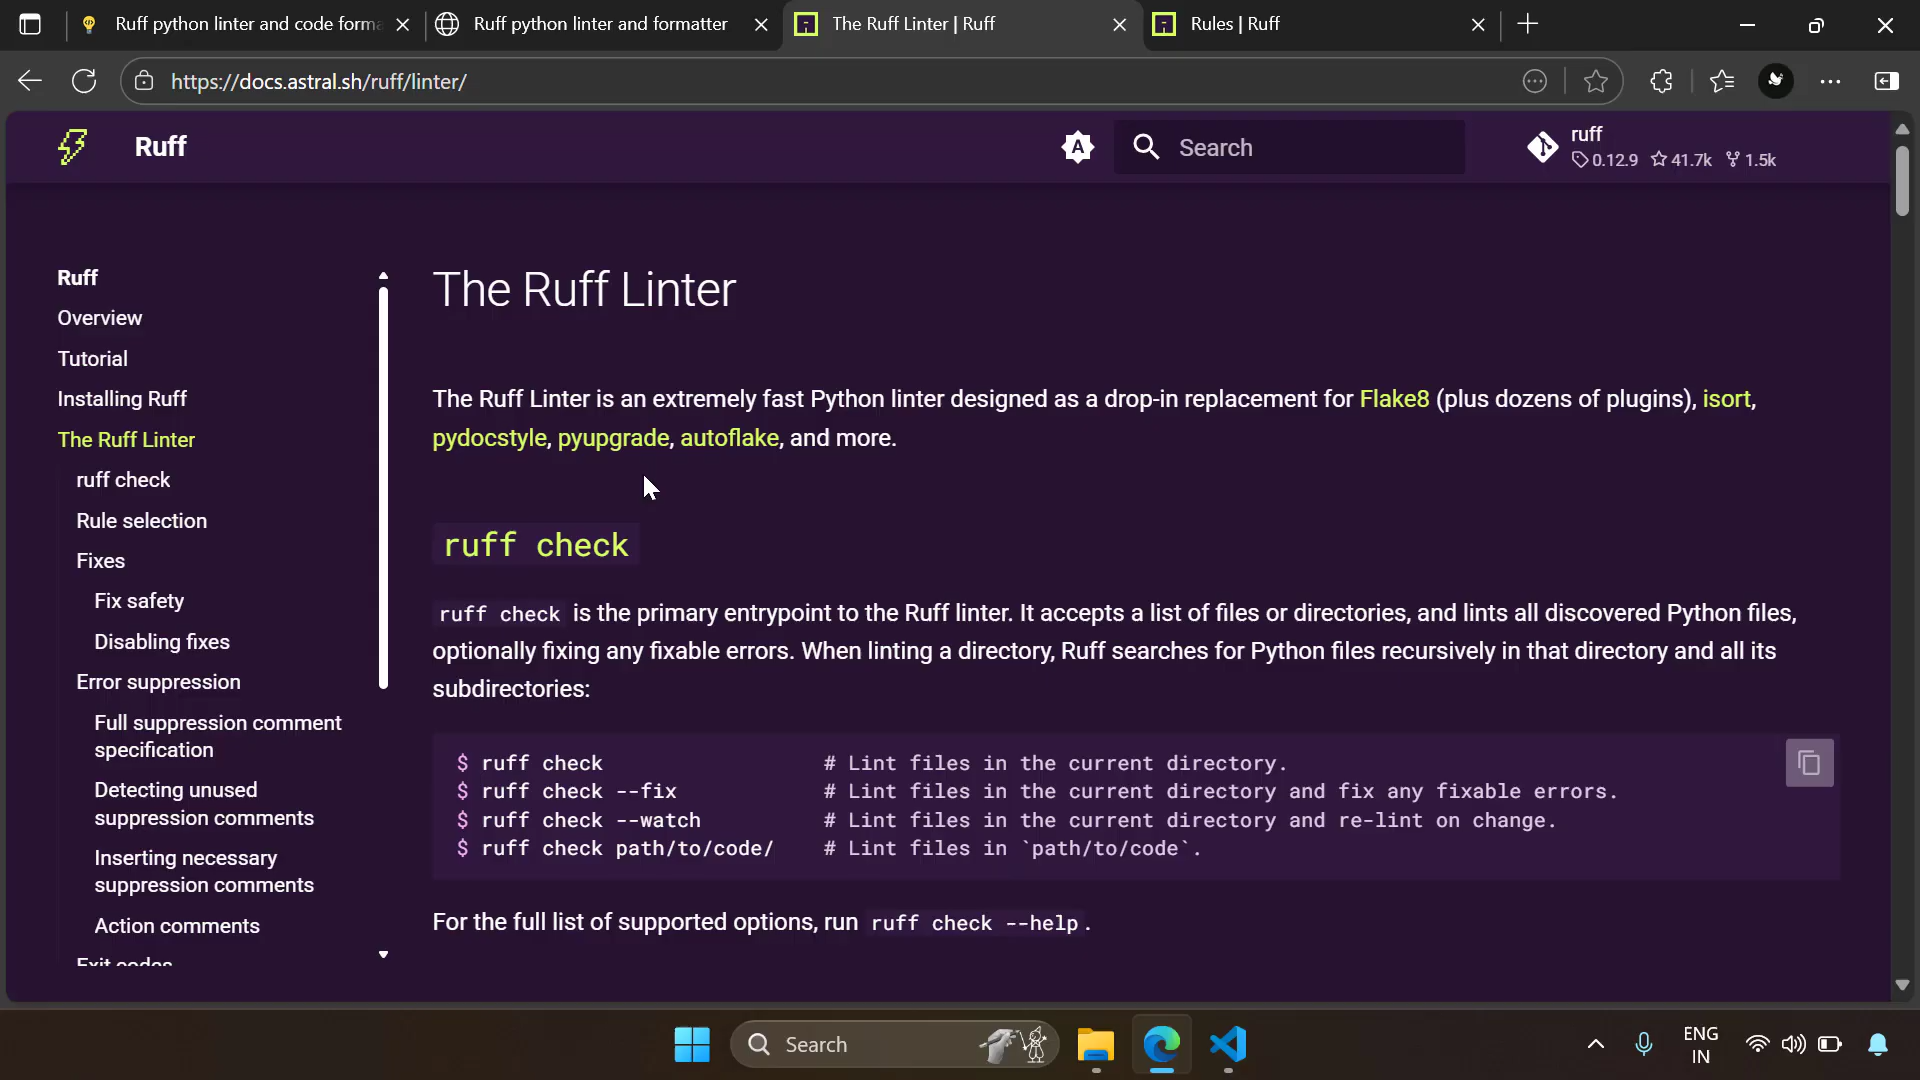 Ruff python linter and code forma
Ruff python linter and formatter
The Ruff Linter | Ruff
Rules | Ruff
https://docs.astral.sh/ruff/linter/
Ruff
A
Search
ruff
0.12.9
41.7k
1.5k
Ruff
Overview
Tutorial
Installing Ruff
The Ruff Linter
ruff check
Rule selection
Fixes
Fix safety
Disabling fixes
Error suppression
Full suppression comment
specification
Detecting unused
suppression comments
Inserting necessary
suppression comments
Action comments
Exit codes
The Ruff Linter
The Ruff Linter is an extremely fast Python linter designed as a drop-in replacement for Flake8 (plus dozens of plugins), isort,
pydocstyle, pyupgrade, autoflake, and more.
ruff check
ruff check is the primary entrypoint to the Ruff linter. It accepts a list of files or directories, and lints all discovered Python files,
optionally fixing any fixable errors. When linting a directory, Ruff searches for Python files recursively in that directory and all its
subdirectories:
$ ruff check # Lint files in the current directory.
$ ruff check --fix # Lint files in the current directory and fix any fixable errors.
$ ruff check --watch # Lint files in the current directory and re-lint on change.
$ ruff check path/to/code/ # Lint files in `path/to/code`.
For the full list of supported options, run ruff check --help.
Search
ENG
IN